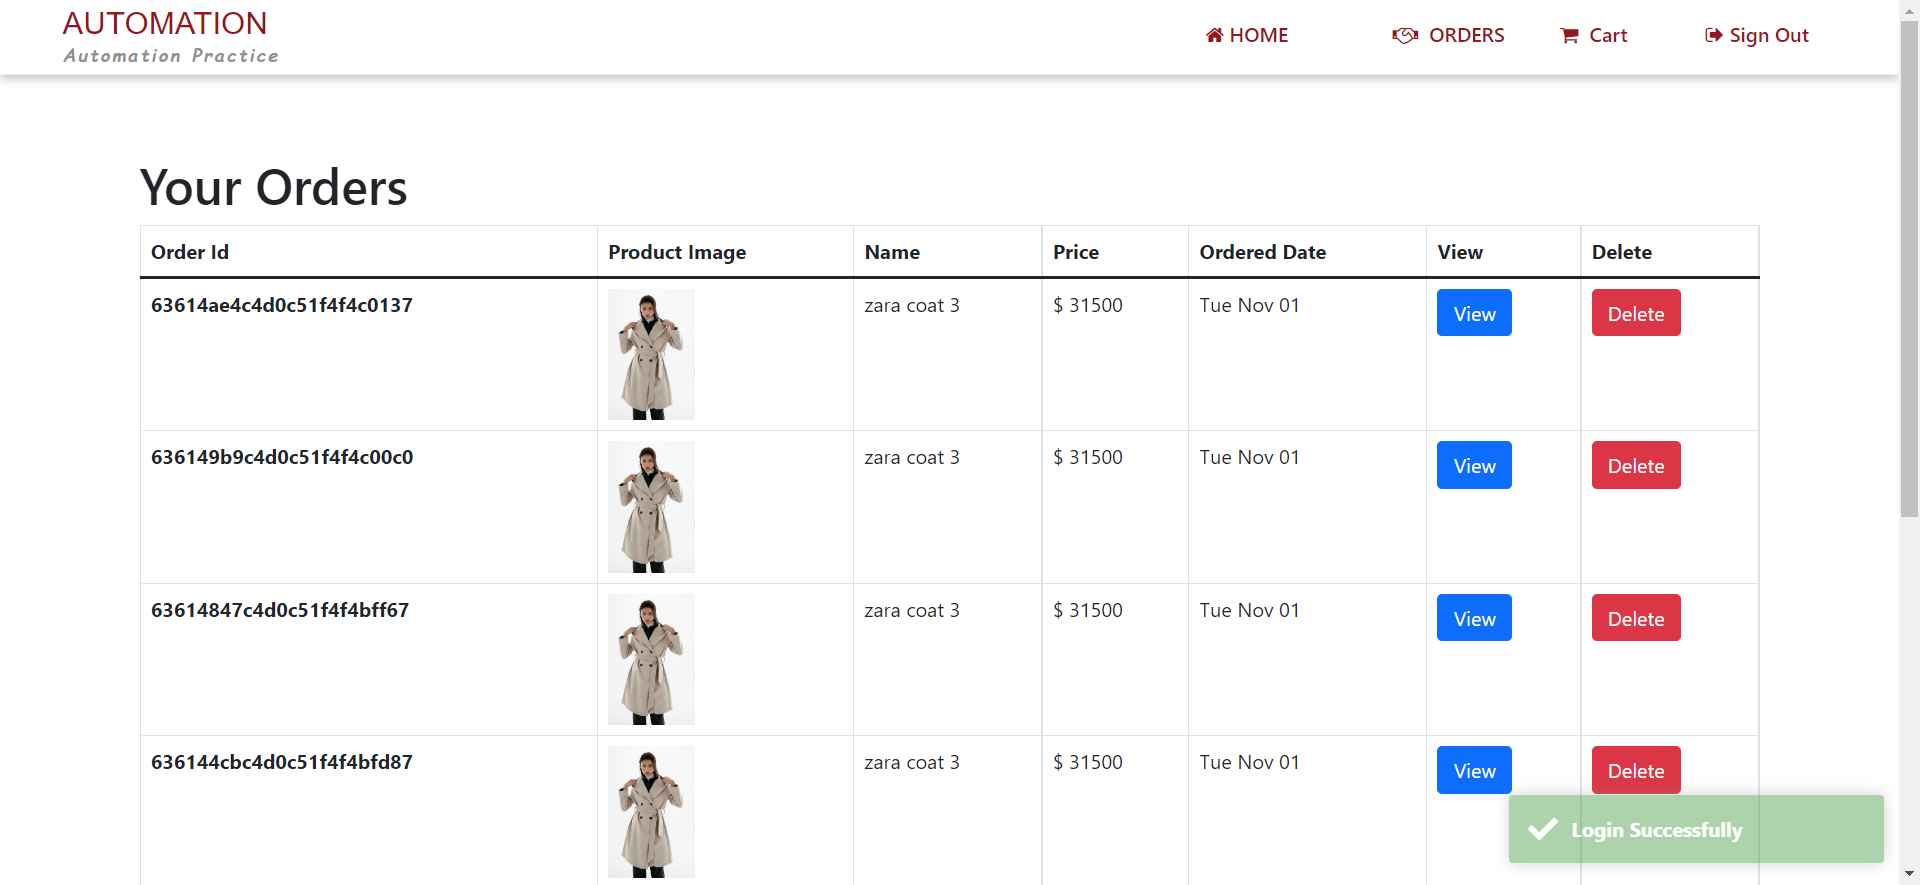 AUTOMATION
Automation Practice
HOME
ORDERS
Cart
Sign Out
Your Orders
Order Id Product Image Name Price Ordered Date View Delete
63614ae4c4d0c51f4f4c0137 zara coat 3 $ 31500 Tue Nov 01 View Delete
636149b9c4d0c51f4f4c00c0 zara coat 3 $ 31500 Tue Nov 01 View Delete
63614847c4d0c51f4f4bff67 zara coat 3 $ 31500 Tue Nov 01 View Delete
636144cbc4d0c51f4f4bfd87 zara coat 3 $ 31500 Tue Nov 01 View Delete
Login Successfully